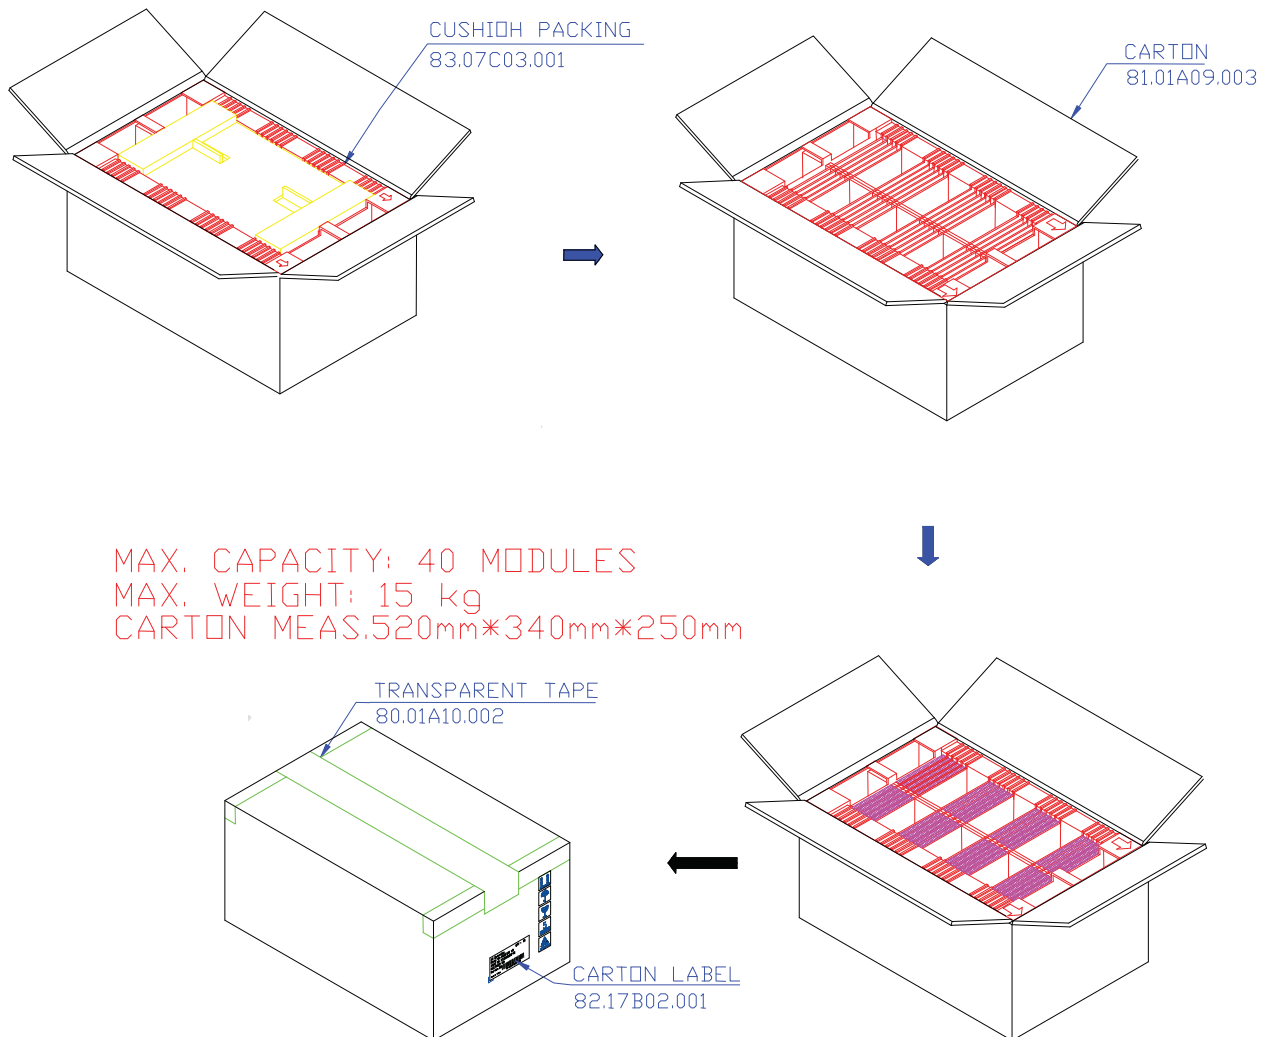 CUSHIOH PACKING
83.07C03.001
CARTON
81.01A09.003
MAX. CAPACITY: 40 MODULES
MAX. WEIGHT: 15 kg
CARTON MEAS.520mm*340mm*250mm
TRANSPARENT TAPE
80.01A10.002
CARTON LABEL
82.17B02.001